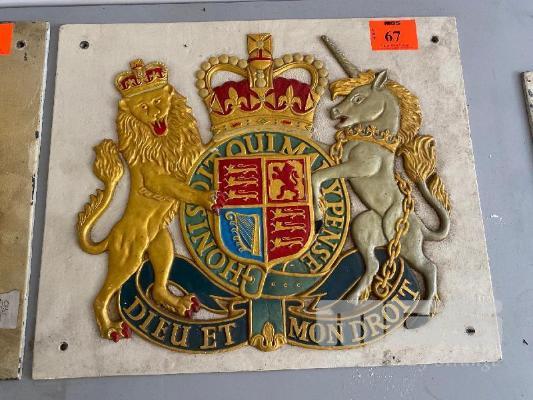 67
HONI SOIT QUI MAL Y PENSE
DIEU ET MON DROIT